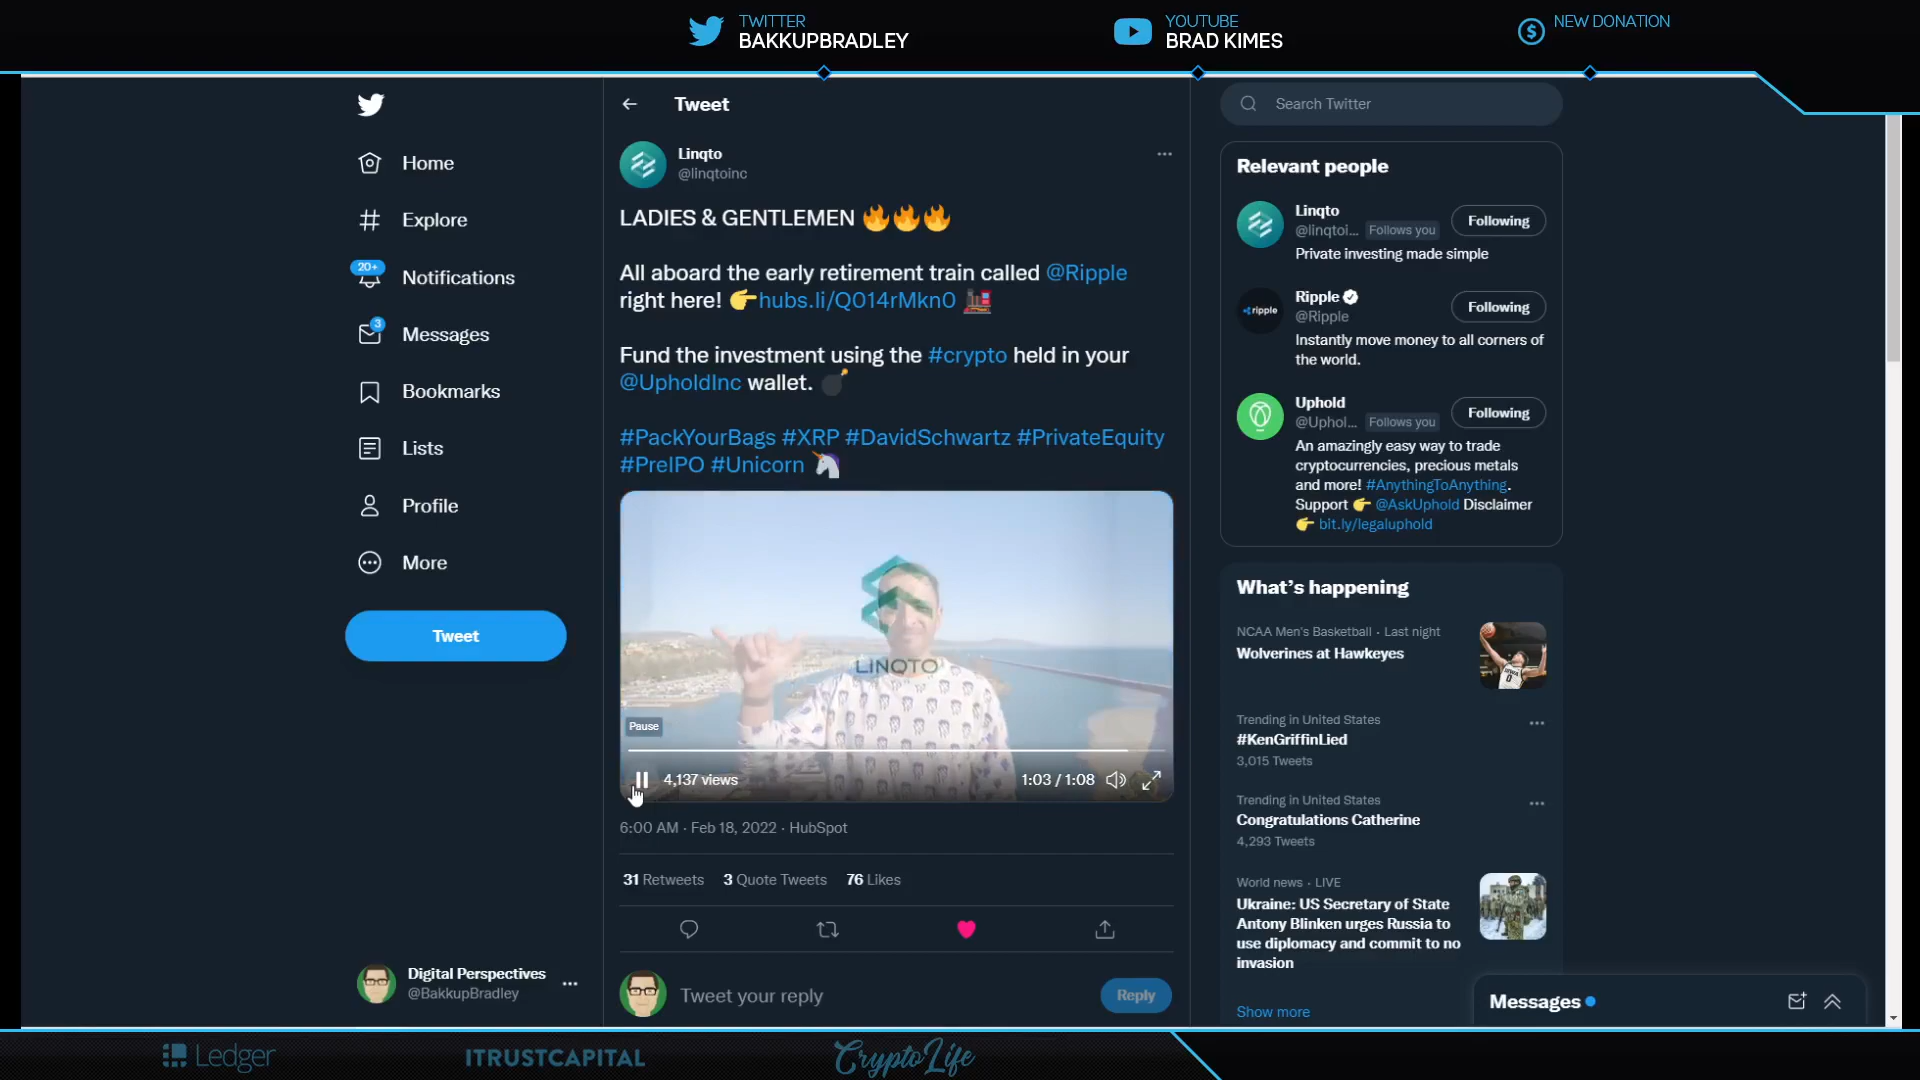 TWITTER
BAKKUPBRADLEY
YOUTUBE
BRAD KIMES
NEW DONATION
Tweet
Search Twitter
Home
Explore
20+
Notifications
3
Messages
Bookmarks
Lists
Profile
More
Tweet
Digital Perspectives
@BakkupBradley
Linqto
@linqtoinc
LADIES & GENTLEMEN 🔥🔥🔥
All aboard the early retirement train called @Ripple
right here! 👉hubs.li/Q014rMkn0 🚂
Fund the investment using the #crypto held in your
@UpholdInc wallet. 💣
#PackYourBags #XRP #DavidSchwartz #PrivateEquity
#PreIPO #Unicorn 🦄
LINQTO
Pause
4,137 views
1:03 / 1:08
6:00 AM · Feb 18, 2022 · HubSpot
31 Retweets 3 Quote Tweets 76 Likes
Tweet your reply
Reply
Relevant people
Linqto
@linqtoi... Follows you
Following
Private investing made simple
Ripple
@Ripple
Following
ripple
Instantly move money to all corners of
the world.
Uphold
@Uphol... Follows you
Following
An amazingly easy way to trade
cryptocurrencies, precious metals
and more! #AnythingToAnything.
Support 👉 @AskUphold Disclaimer
👉 bit.ly/legaluphold
What's happening
NCAA Men's Basketball · Last night
Wolverines at Hawkeyes
Trending in United States
#KenGriffinLied
3,015 Tweets
Trending in United States
Congratulations Catherine
4,293 Tweets
World news · LIVE
Ukraine: US Secretary of State
Antony Blinken urges Russia to
use diplomacy and commit to no
invasion
Show more
Messages
Ledger
ITRUSTCAPITAL
CryptoLife